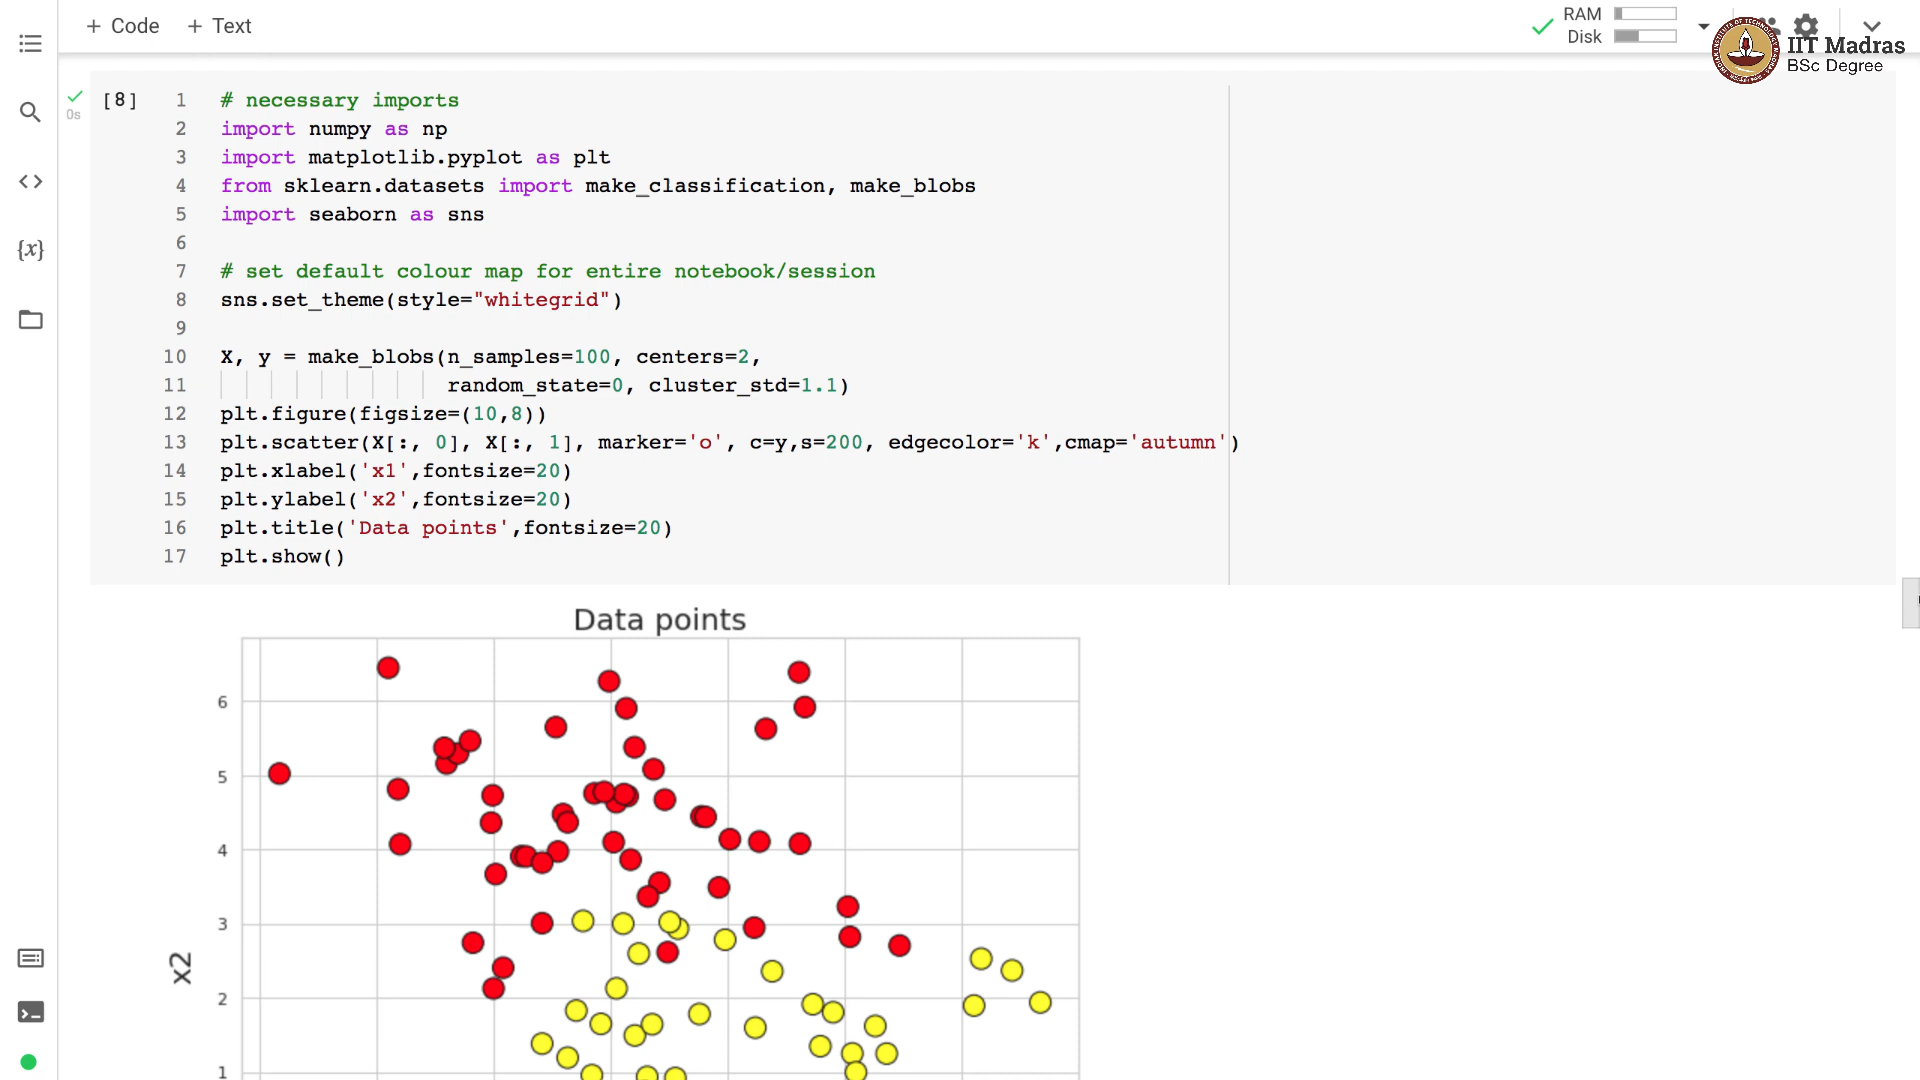 + Code + Text
RAM
Disk
IIT Madras
BSc Degree
[8]
0s
1 # necessary imports
2 import numpy as np
3 import matplotlib.pyplot as plt
4 from sklearn.datasets import make_classification, make_blobs
5 import seaborn as sns
6
7 # set default colour map for entire notebook/session
8 sns.set_theme(style="whitegrid")
9
10 X, y = make_blobs(n_samples=100, centers=2,
11 random_state=0, cluster_std=1.1)
12 plt.figure(figsize=(10,8))
13 plt.scatter(X[:, 0], X[:, 1], marker='o', c=y,s=200, edgecolor='k',cmap='autumn')
14 plt.xlabel('x1',fontsize=20)
15 plt.ylabel('x2',fontsize=20)
16 plt.title('Data points',fontsize=20)
17 plt.show()
{x}
Data points
6
5
4
3
x2
2
1